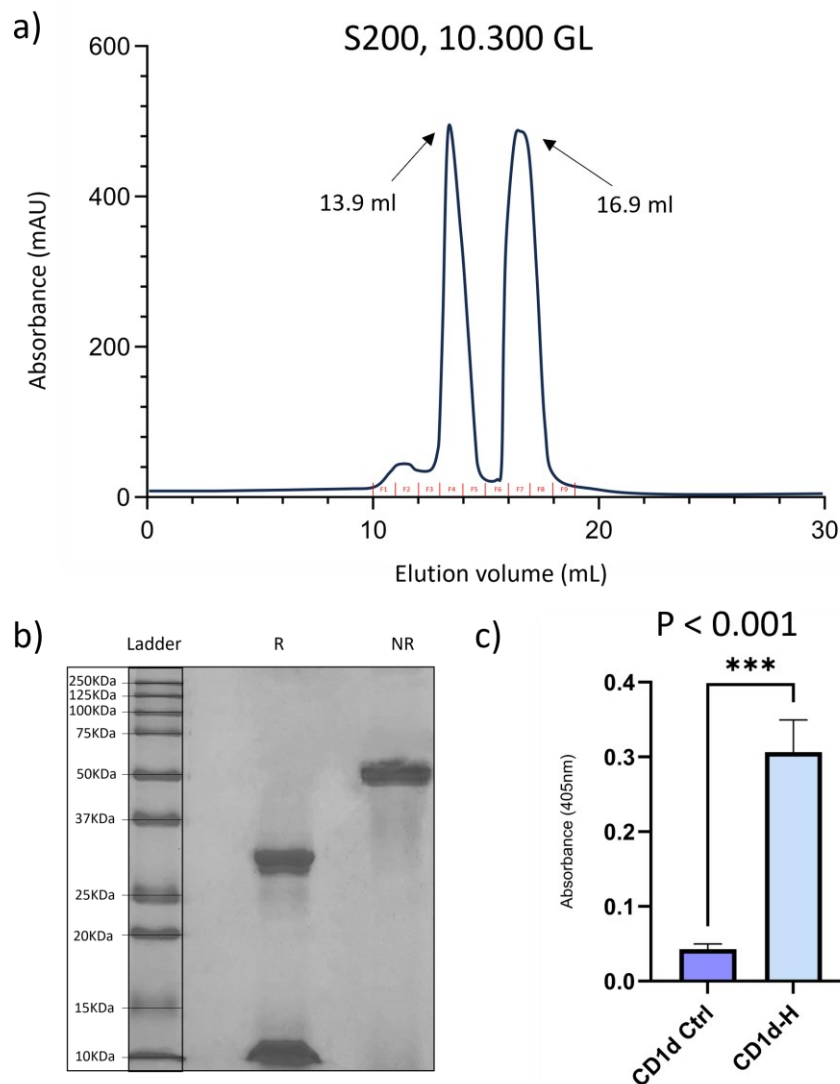 a)
S200, 10.300 GL
600
400
200
0
Absorbance (mAU)
13.9 ml
16.9 ml
F1 F2 F3 F4 F5 F6 F7 F8 F9
0 10 20 30
Elution volume (mL)
b)
Ladder R NR
250KDa
125KDa
100KDa
75KDa
50KDa
37KDa
25KDa
20KDa
15KDa
10KDa
c)
P < 0.001
***
0.4
0.3
0.2
0.1
0.0
Absorbance (405nm)
CD1d Ctrl
CD1d-H